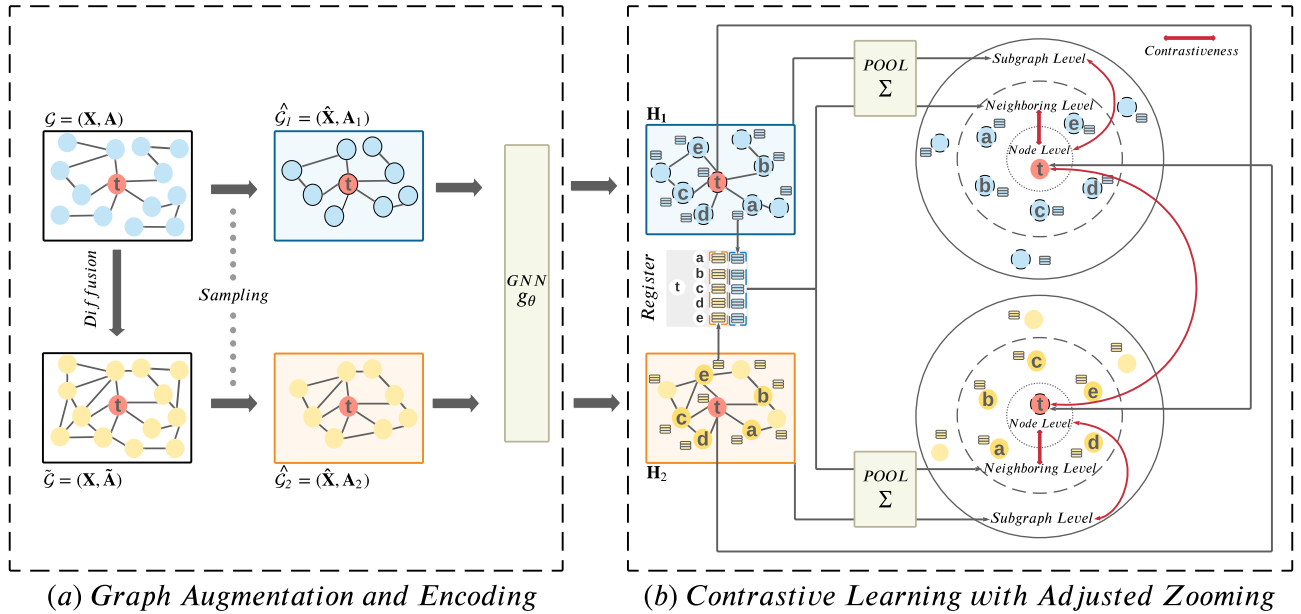 𝒢 = (X, A)
t
Ĝ₁ = (X̂, A₁)
t
Diffusion
Sampling
t
G̃ = (X, Ã)
t
Ĝ₂ = (X̂, A₂)
GNN
g_θ
(a) Graph Augmentation and Encoding
H₁
e
b
t
c
d
a
Register
t
a
b
c
d
e
e
b
t
c
d
a
H₂
POOL
Σ
POOL
Σ
Contrastiveness
Subgraph Level
Neighboring Level
a
e
Node Level
t
b
d
c
c
b
e
t
Node Level
a
d
Neighboring Level
Subgraph Level
(b) Contrastive Learning with Adjusted Zooming